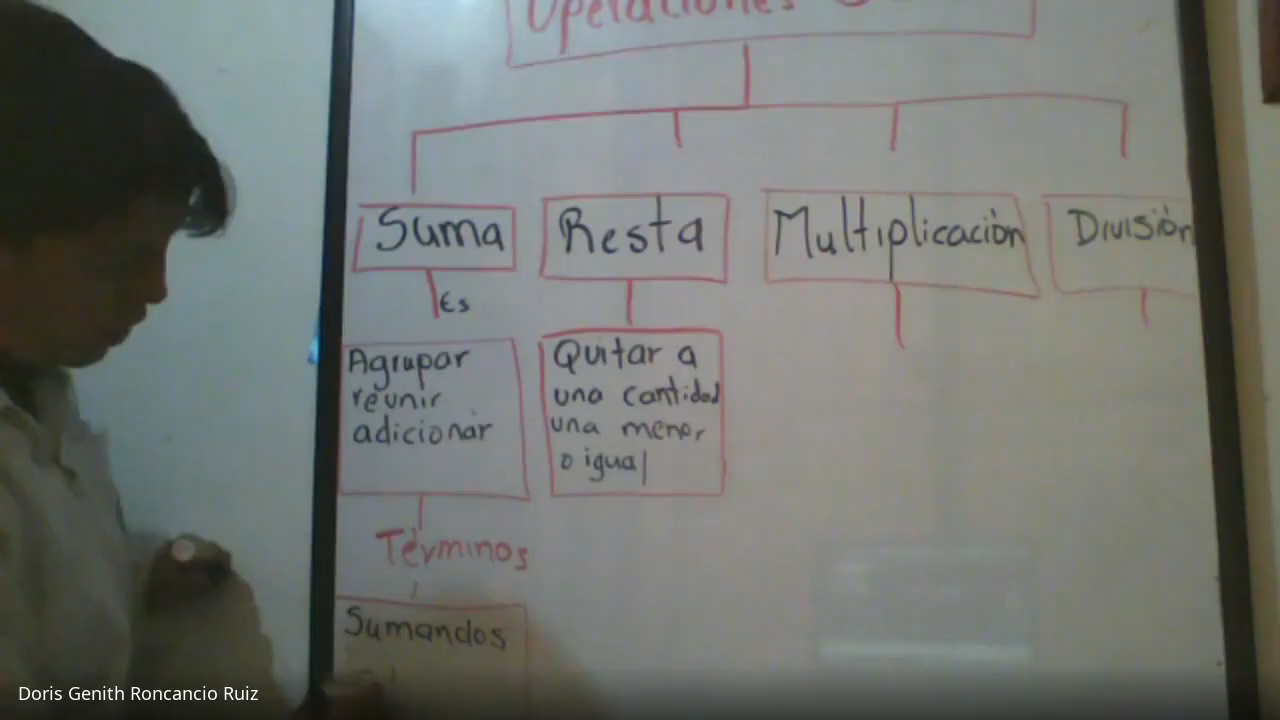 Operaciones
Suma
Resta
Multiplicación
División
Es
Agrupar
reunir
adicionar
Quitar a
una cantidad
una menor
o igual
Términos
Sumandos
Doris Genith Roncancio Ruiz